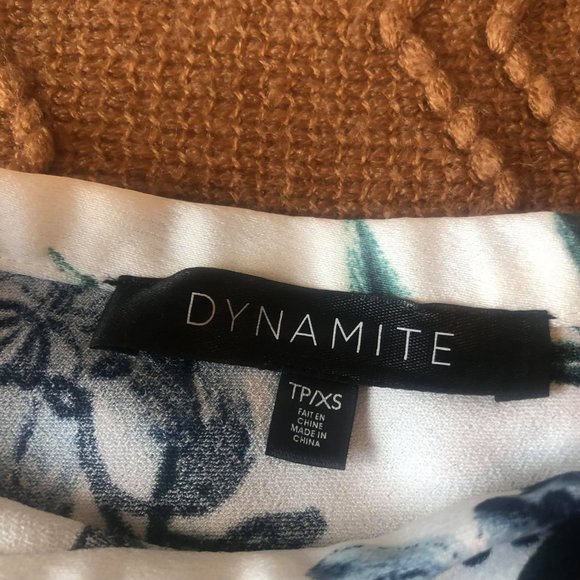 DYNAMITE
TP/XS
FAIT EN
CHINE
MADE IN
CHINA